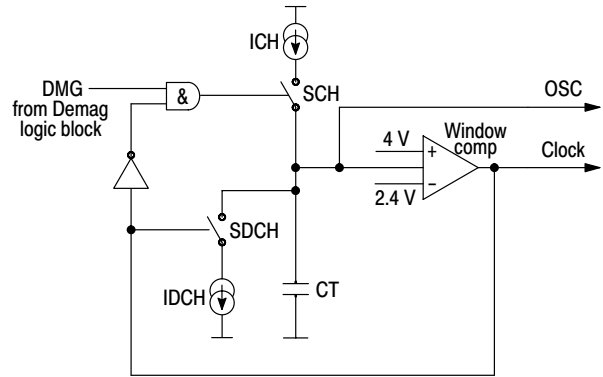 ICH
DMG
from Demag
logic block
&
SCH
OSC
4 V
+
Window
comp
Clock
2.4 V
−
SDCH
IDCH
CT